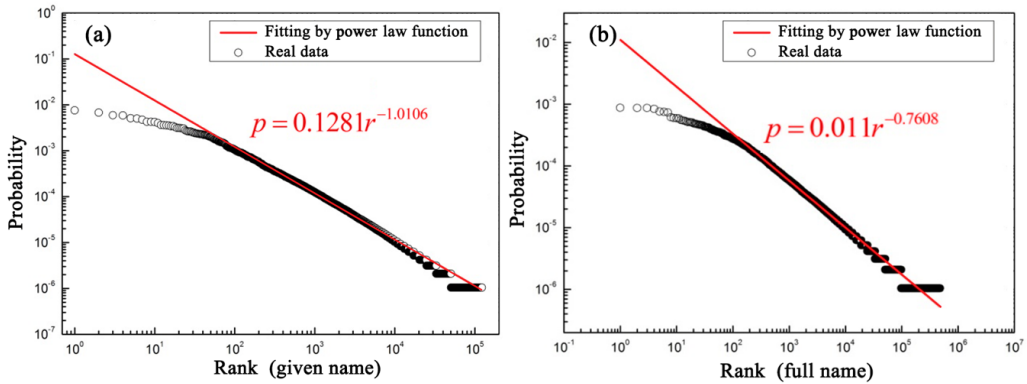 (a)
Fitting by power law function
Real data
p = 0.1281r^{-1.0106}
Probability
10^0
10^{-1}
10^{-2}
10^{-3}
10^{-4}
10^{-5}
10^{-6}
10^{-7}
10^0 10^1 10^2 10^3 10^4 10^5
Rank (given name)
(b)
Fitting by power law function
Real data
p = 0.011r^{-0.7608}
Probability
10^{-2}
10^{-3}
10^{-4}
10^{-5}
10^{-6}
10^{-1} 10^0 10^1 10^2 10^3 10^4 10^5 10^6 10^7
Rank (full name)